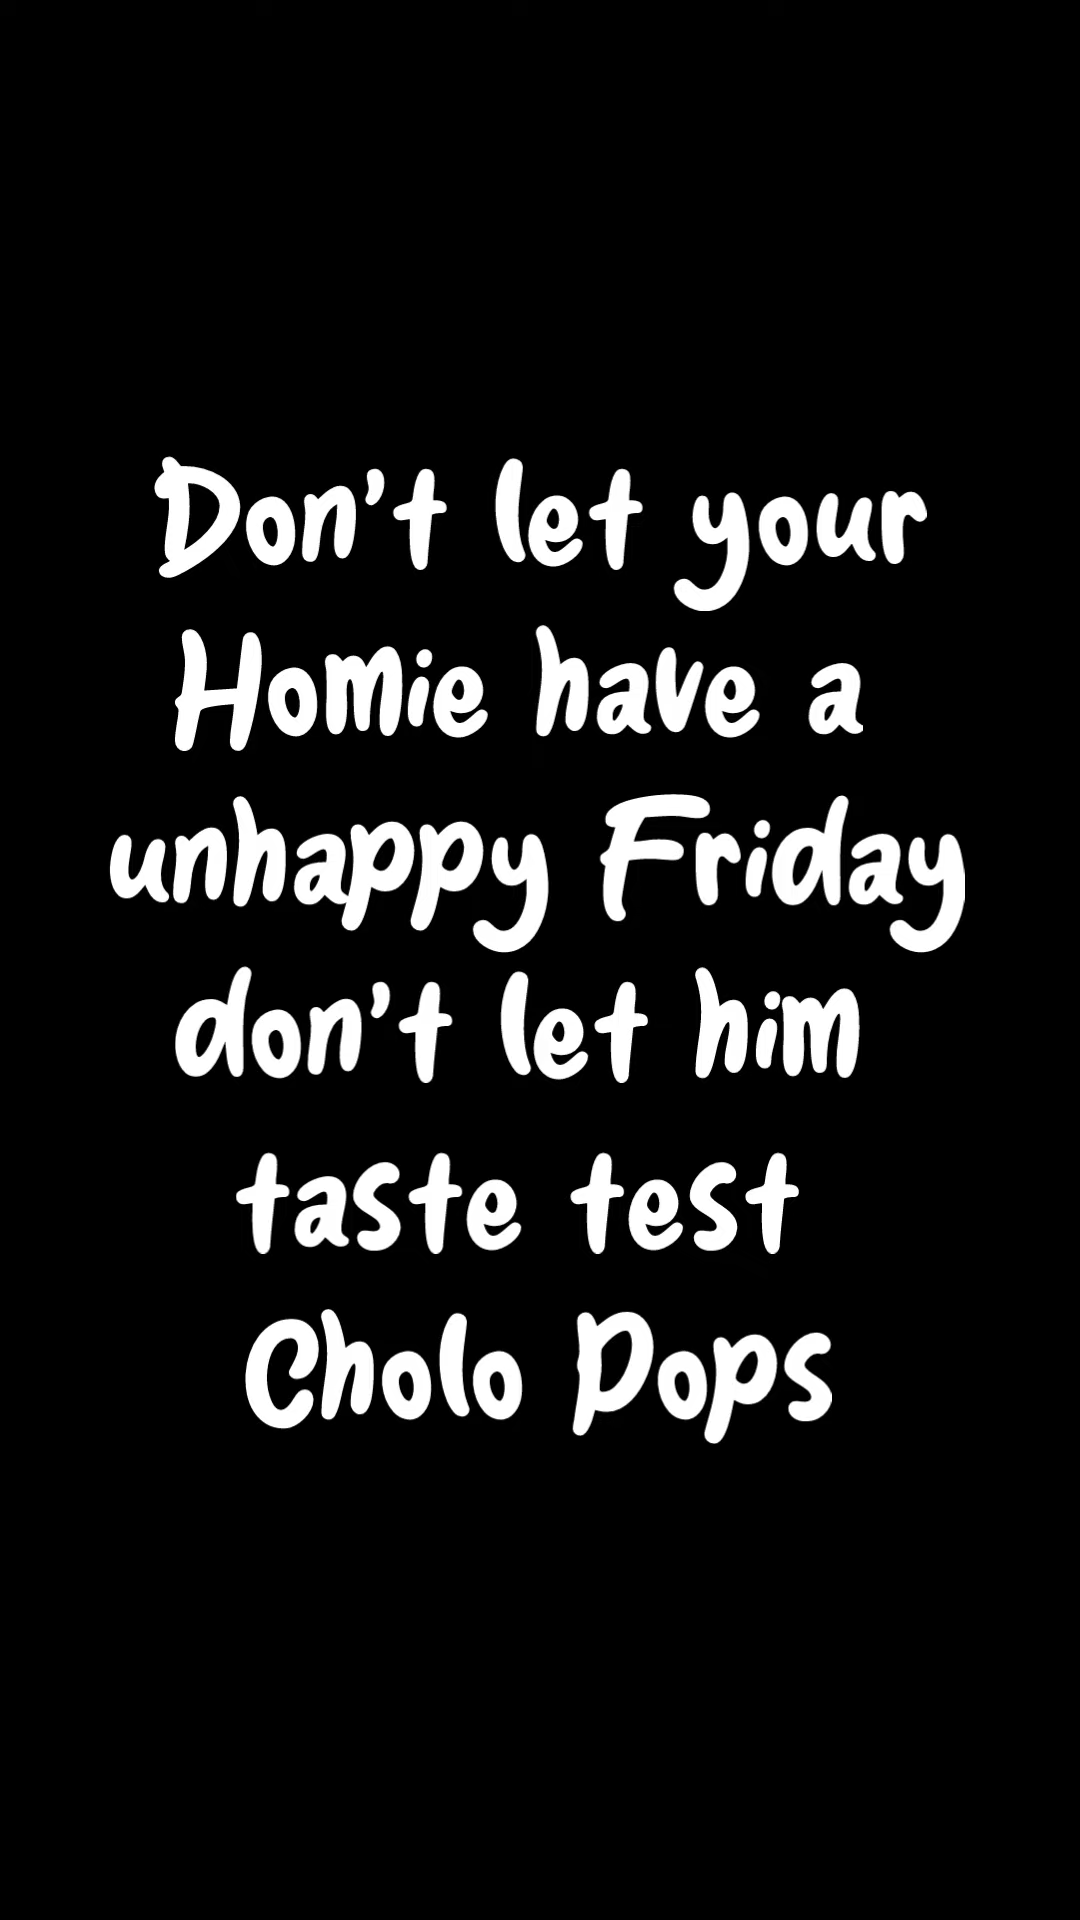 Don't let your
Homie have a
unhappy Friday
don't let him
taste test
Cholo Pops